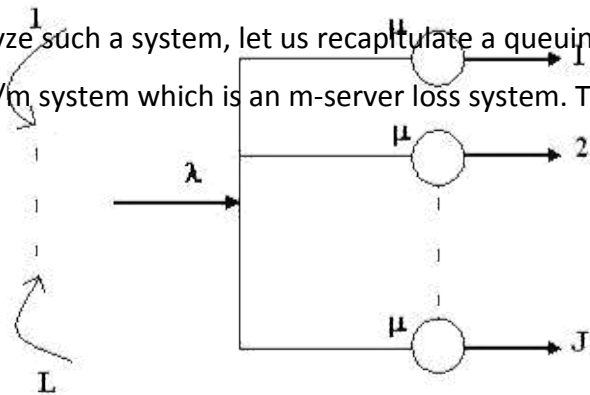 1
yze such a system, let us recapitulate a queuin
μ
1
/m system which is an m-server loss system. T
μ
2
λ
μ
J
L